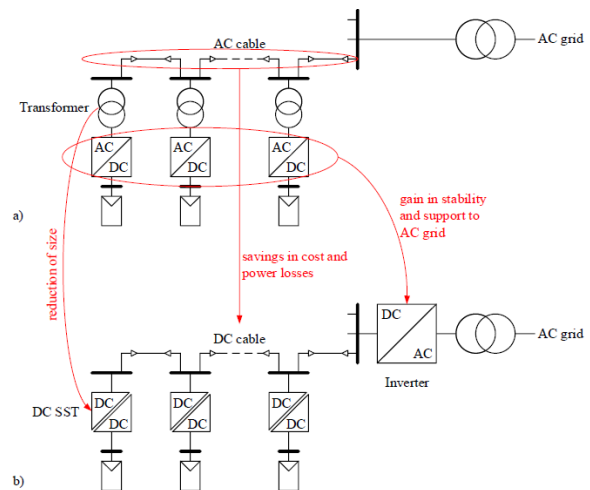 AC cable
AC grid
Transformer
AC
DC
AC
DC
AC
DC
a)
reduction of size
gain in stability
and support to
AC grid
savings in cost and
power losses
DC cable
DC
AC
AC grid
Inverter
DC SST
DC
DC
DC
DC
DC
DC
b)